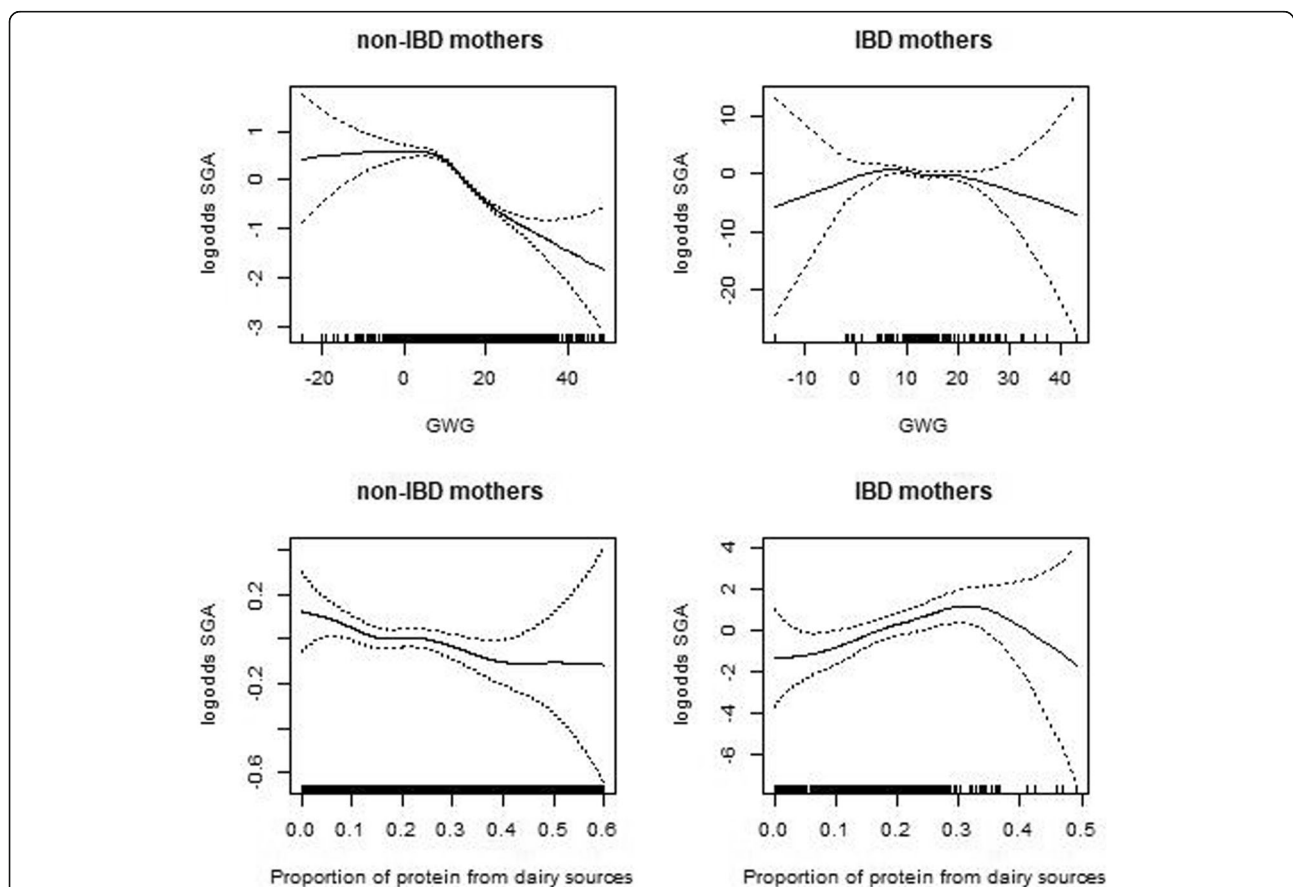 non-IBD mothers
IBD mothers
logodds SGA
1
0
-1
-2
-3
-20 0 20 40
GWG
logodds SGA
10
0
-10
-20
-10 0 10 20 30 40
GWG
non-IBD mothers
IBD mothers
logodds SGA
0.2
-0.2
-0.6
0.0 0.1 0.2 0.3 0.4 0.5 0.6
Proportion of protein from dairy sources
logodds SGA
4
2
0
-2
-4
-6
0.0 0.1 0.2 0.3 0.4 0.5
Proportion of protein from dairy sources